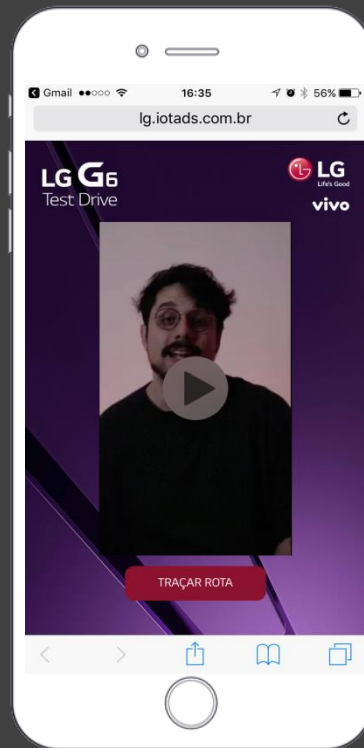 Gmail 16:35 56%
lg.iotads.com.br
LG G6
Test Drive
LG
Life's Good
vivo
TRAÇAR ROTA